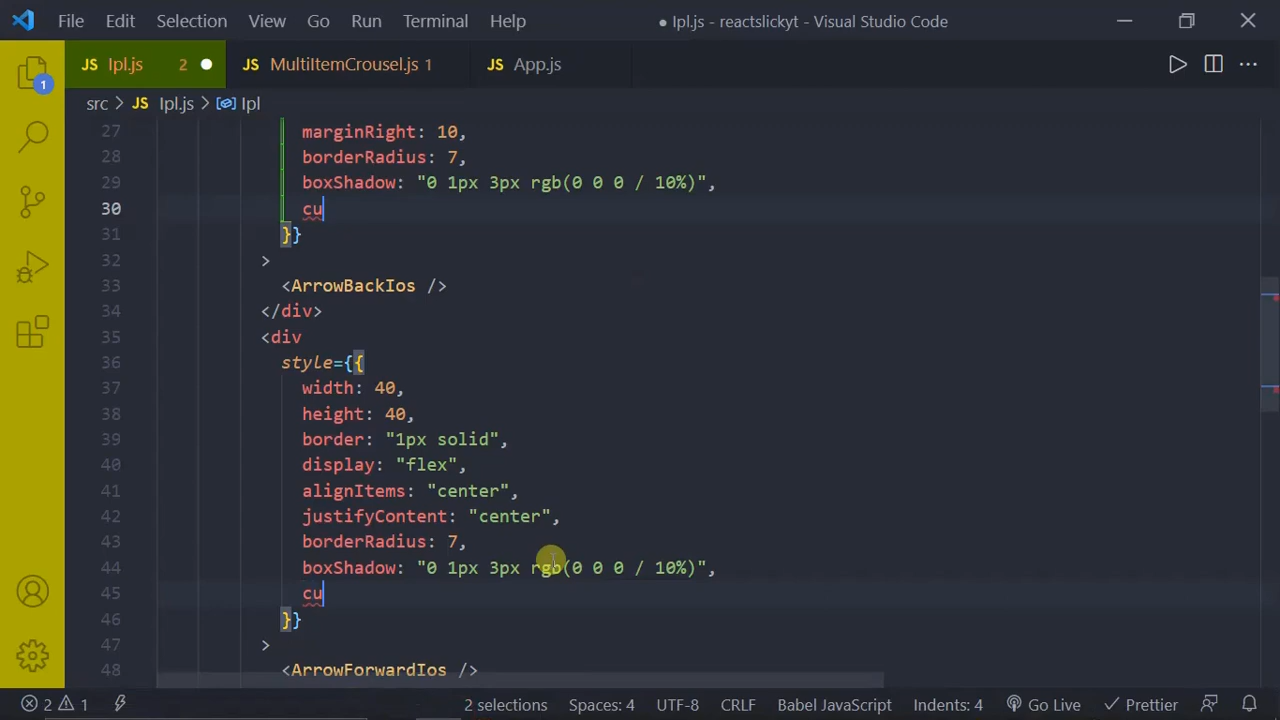 File Edit Selection View Go Run Terminal Help ● Ipl.js - reactslickyt - Visual Studio Code
JS Ipl.js 2 JS MultiItemCrousel.js 1 JS App.js
src > JS Ipl.js > Ipl
1
27 marginRight: 10,
28 borderRadius: 7,
29 boxShadow: "0 1px 3px rgb(0 0 0 / 10%)",
30 cu
31 }}
32 >
33 <ArrowBackIos />
34 </div>
35 <div
36 style={{
37 width: 40,
38 height: 40,
39 border: "1px solid",
40 display: "flex",
41 alignItems: "center",
42 justifyContent: "center",
43 borderRadius: 7,
44 boxShadow: "0 1px 3px rgb(0 0 0 / 10%)",
45 cu
46 }}
47 >
48 <ArrowForwardIos />
2 1 2 selections Spaces: 4 UTF-8 CRLF Babel JavaScript Indents: 4 Go Live Prettier